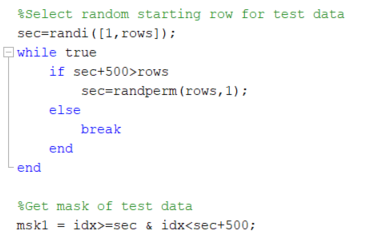 %Select random starting row for test data
sec=randi([1,rows]);
while true
if sec+500>rows
sec=randperm(rows,1);
else
break
end
end
%Get mask of test data
msk1 = idx>=sec & idx<sec+500;